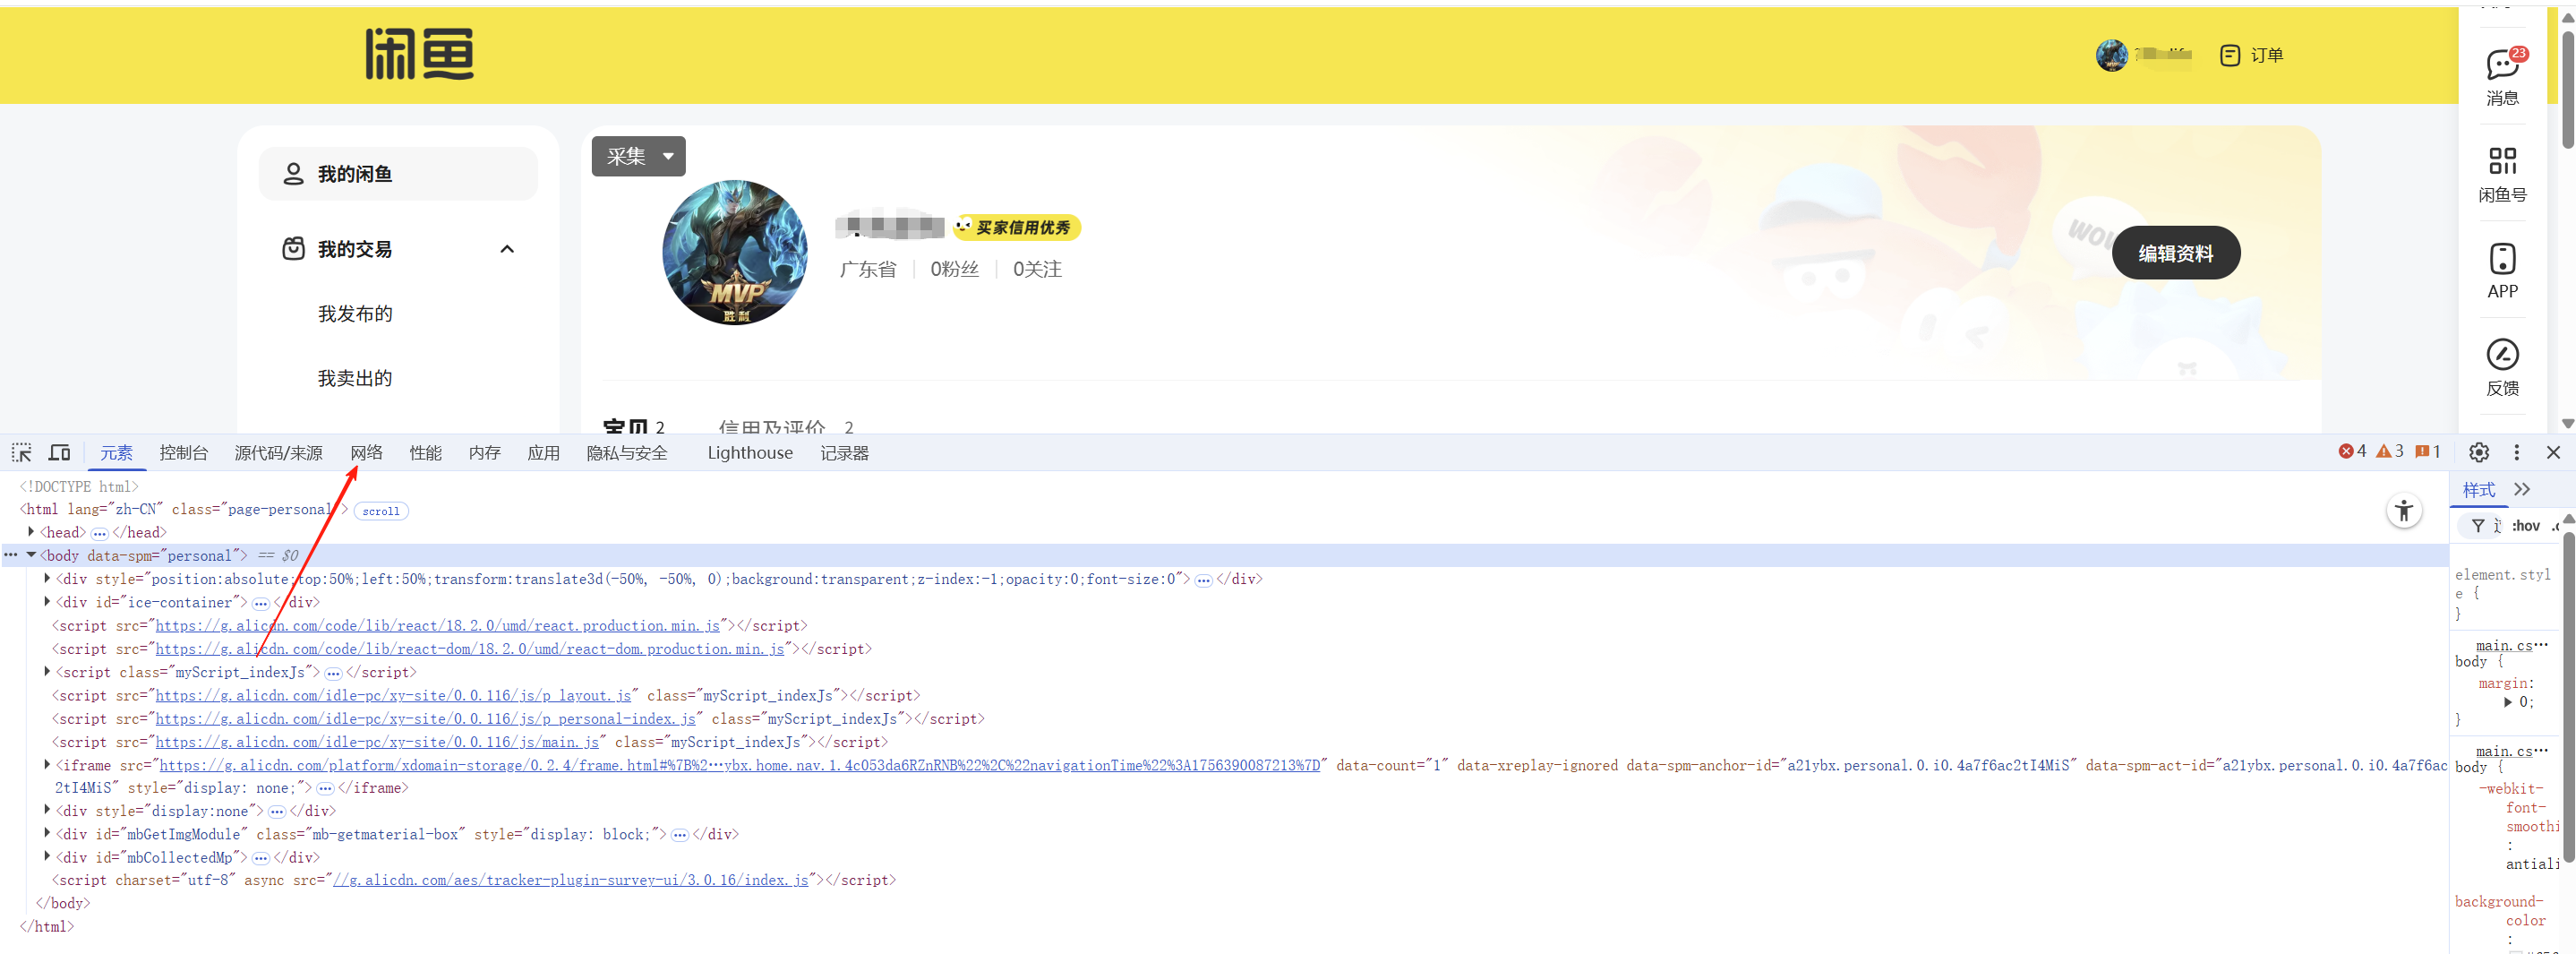 闲鱼
订单
23
消息
闲鱼号
APP
反馈
我的闲鱼
我的交易
我发布的
我卖出的
采集
MVP
胜利
买家信用优秀
广东省
0粉丝
0关注
WOW
编辑资料
宝贝 2
信用及评价 2
元素 控制台 源代码/来源 网络 性能 内存 应用 隐私与安全 Lighthouse 记录器
4 3 1
<!DOCTYPE html>
<html lang="zh-CN" class="page-personal"> scroll
<head> ··· </head>
··· <body data-spm="personal"> == $0
<div style="position:absolute;top:50%;left:50%;transform:translate3d(-50%, -50%, 0);background:transparent;z-index:-1;opacity:0;font-size:0"> ··· </div>
<div id="ice-container"> ··· </div>
<script src="https://g.alicdn.com/code/lib/react/18.2.0/umd/react.production.min.js"></script>
<script src="https://g.alicdn.com/code/lib/react-dom/18.2.0/umd/react-dom.production.min.js"></script>
<script class="myScript_indexJs"> ··· </script>
<script src="https://g.alicdn.com/idle-pc/xy-site/0.0.116/js/p_layout.js" class="myScript_indexJs"></script>
<script src="https://g.alicdn.com/idle-pc/xy-site/0.0.116/js/p_personal-index.js" class="myScript_indexJs"></script>
<script src="https://g.alicdn.com/idle-pc/xy-site/0.0.116/js/main.js" class="myScript_indexJs"></script>
<iframe src="https://g.alicdn.com/platform/xdomain-storage/0.2.4/frame.html#%7B%2…ybx.home.nav.1.4c053da6RZnRNB%22%2C%22navigationTime%22%3A1756390087213%7D" data-count="1" data-xreplay-ignored data-spm-anchor-id="a21ybx.personal.0.i0.4a7f6ac2tI4MiS" data-spm-act-id="a21ybx.personal.0.i0.4a7f6ac
2tI4MiS" style="display: none;"> ··· </iframe>
<div style="display:none"> ··· </div>
<div id="mbGetImgModule" class="mb-getmaterial-box" style="display: block;"> ··· </div>
<div id="mbCollectedMp"> ··· </div>
<script charset="utf-8" async src="//g.alicdn.com/aes/tracker-plugin-survey-ui/3.0.16/index.js"></script>
</body>
</html>
样式
:hov .c
element.styl
e {
}
main.cs…
body {
margin:
0;
}
main.cs…
body {
-webkit-
font-
smoothi
:
antiali
background-
color
: